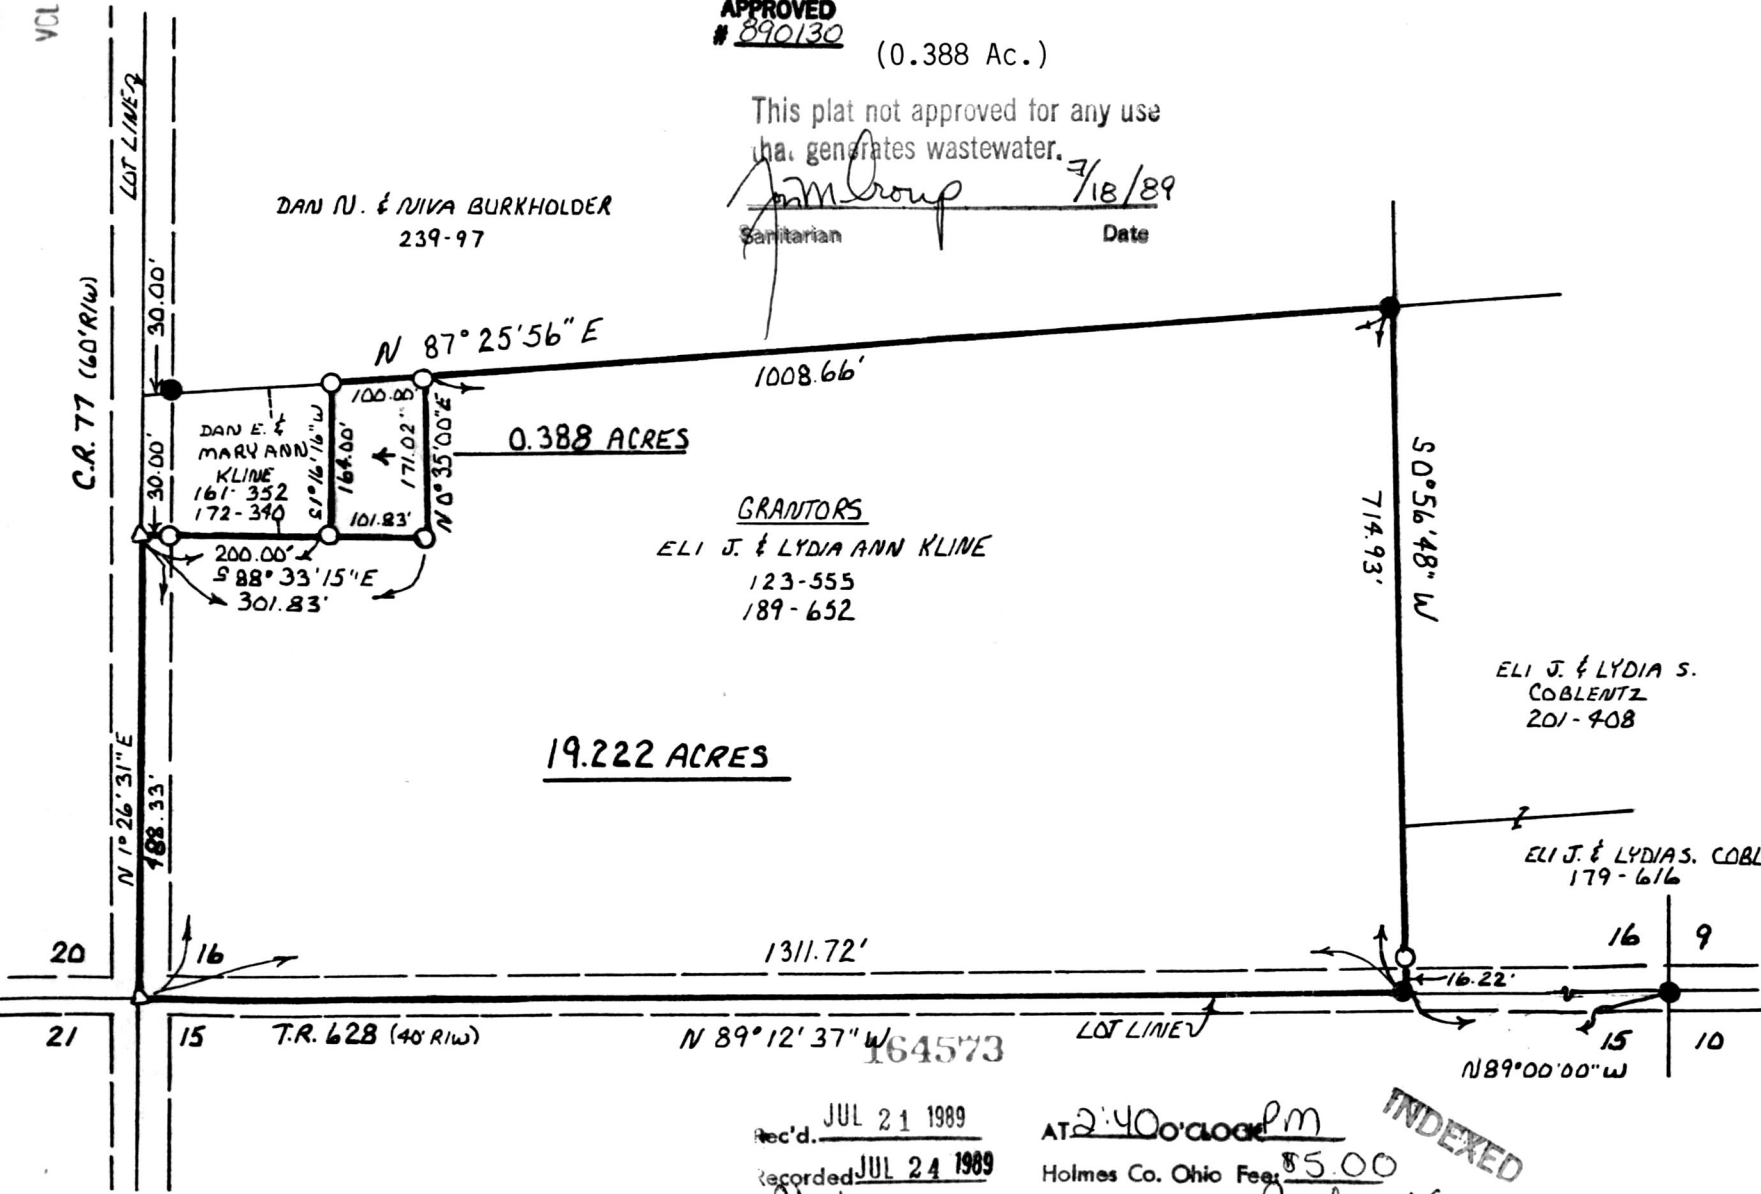 VOL
APPROVED
# 890130
(0.388 Ac.)
This plat not approved for any use
tha. generates wastewater.
7/18/89
Sanitarian Date
LOT LINE
DAN N. & NIVA BURKHOLDER
239-97
30.00'
C.R. 77 (60' R/W)
N 87° 25' 56" E
1008.66'
100.00'
30.00'
DAN E. &
MARY ANN
KLINE
161-352
172-340
S 1° 16' 16" W
164.00'
171.02'
N 0° 35' 00" E
101.83'
0.388 ACRES
200.00'
S 88° 33' 15" E
301.83'
GRANTORS
ELI J. & LYDIA ANN KLINE
123-555
189-652
S 0° 56' 48" W
714.93'
ELI J. & LYDIA S.
COBLENTZ
201-408
19.222 ACRES
N 1° 26' 31" E
488.33'
ELI J. & LYDIA S. COBL
179-616
20 16
1311.72'
16 9
16.22'
21 15
T.R. 628 (40' R/W)
N 89° 12' 37" W
LOT LINE
15 10
164573
N 89° 00' 00" W
Rec'd. JUL 21 1989 AT 2:40 O'CLOCK PM
Recorded JUL 24 1989 Holmes Co. Ohio Fee: $5.00
INDEXED